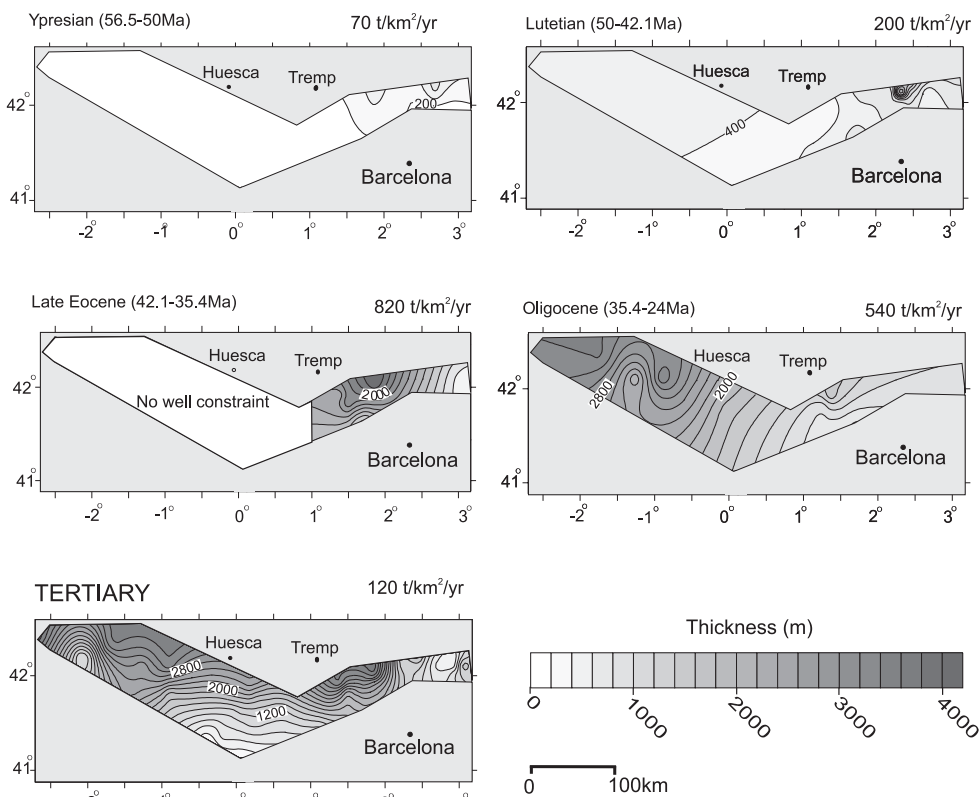 Ypresian (56.5-50Ma) 70 t/km²/yr
Huesca Tremp
42°
200
Barcelona
41°
-2° -1° 0° 1° 2° 3°
Lutetian (50-42.1Ma) 200 t/km²/yr
Huesca Tremp
42°
400
Barcelona
41°
-2° -1° 0° 1° 2° 3°
Late Eocene (42.1-35.4Ma) 820 t/km²/yr
Huesca Tremp
42°
No well constraint
2000
Barcelona
41°
-2° -1° 0° 1° 2° 3°
Oligocene (35.4-24Ma) 540 t/km²/yr
Huesca Tremp
42°
2800 2000
Barcelona
41°
-2° -1° 0° 1° 2° 3°
TERTIARY 120 t/km²/yr
Huesca Tremp
42°
2800
2000
1200
Barcelona
41°
Thickness (m)
0 1000 2000 3000 4000
0 100km